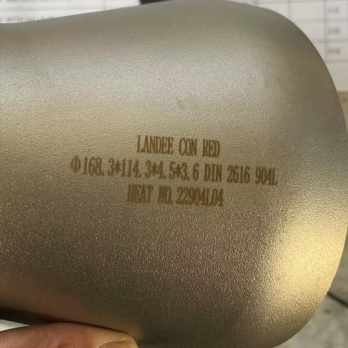 LANDEE CON RED
Φ168.3*114.3*4.5*3.6 DIN 2616 904L
HEAT NO.22904L04